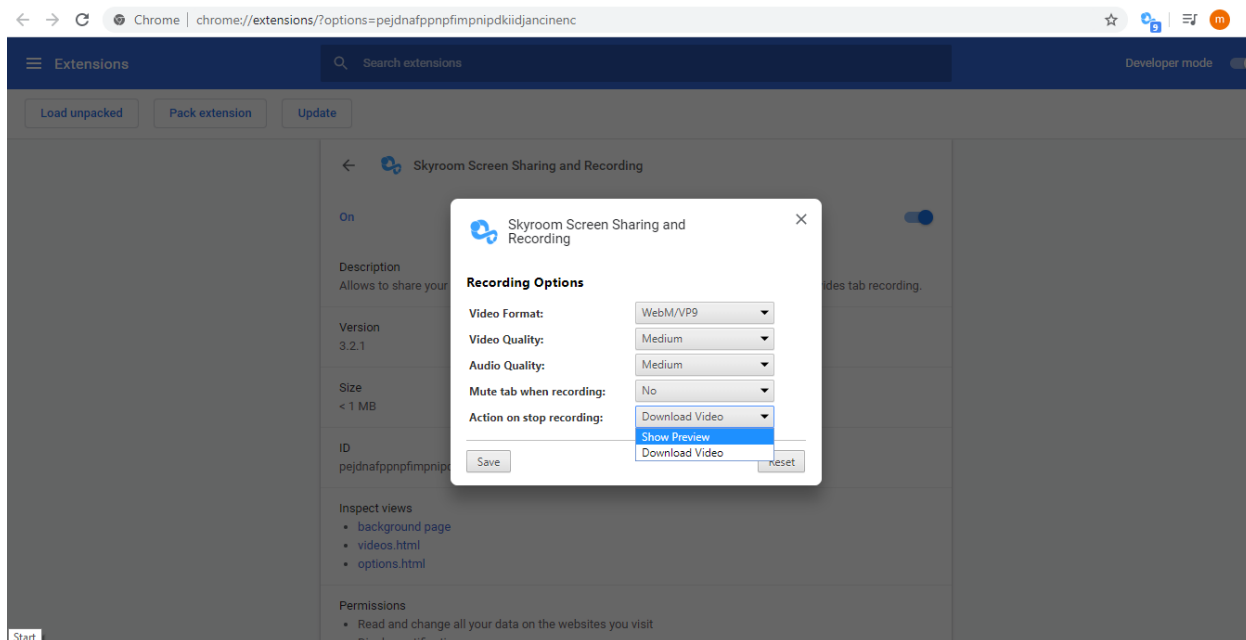 Chrome | chrome://extensions/?options=pejdnafppnpfimpnipdkiidjancinenc
9
m
Extensions
Search extensions
Developer mode
Load unpacked
Pack extension
Update
Skyroom Screen Sharing and Recording
On
Skyroom Screen Sharing and
Recording
Description
Allows to share your
ides tab recording.
Recording Options
Video Format:
WebM/VP9
Version
3.2.1
Video Quality:
Medium
Audio Quality:
Medium
Size
< 1 MB
Mute tab when recording:
No
Action on stop recording:
Download Video
Show Preview
Download Video
ID
pejdnafppnpfimpnip
Save
Reset
Inspect views
• background page
• videos.html
• options.html
Permissions
• Read and change all your data on the websites you visit
Start